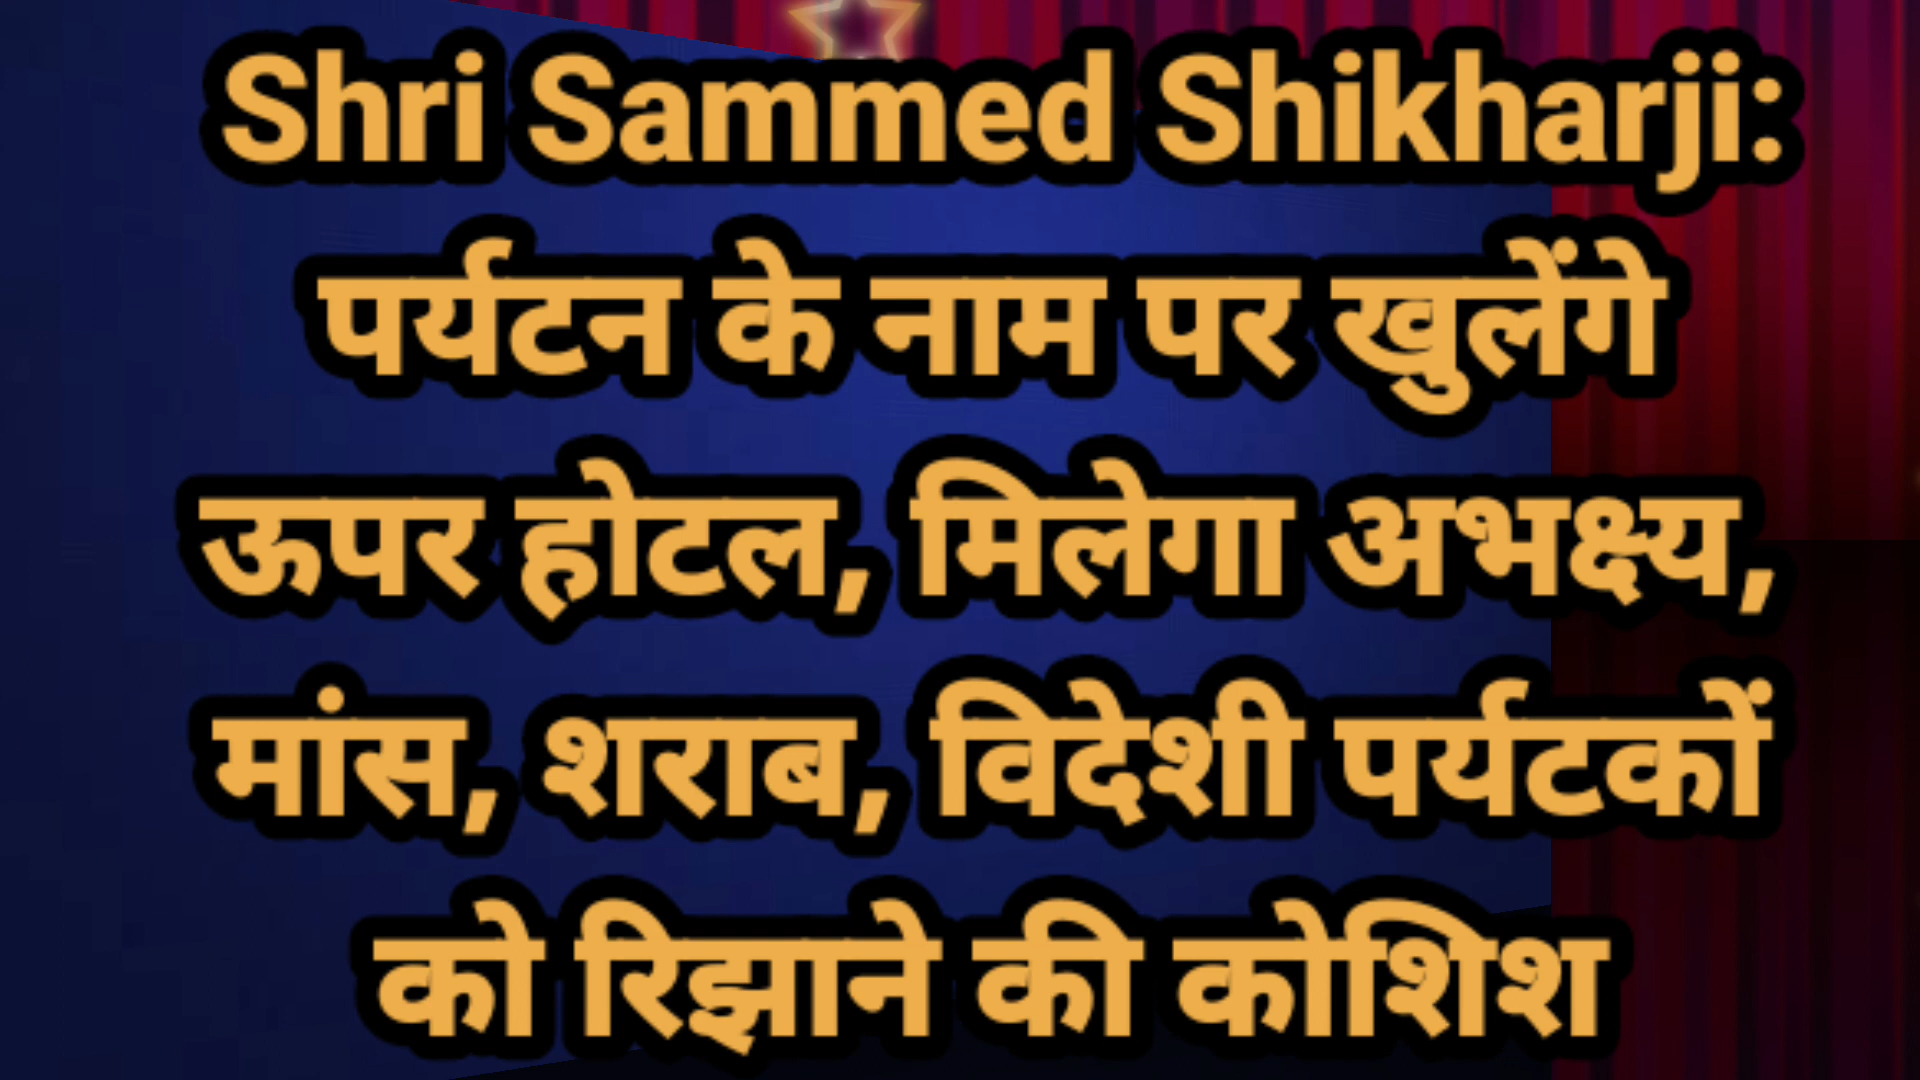 Shri Sammed Shikharji:
पर्यटन के नाम पर खुलेंगे
ऊपर होटल, मिलेगा अभक्ष्य,
मांस, शराब, विदेशी पर्यटकों
को रिझाने की कोशिश